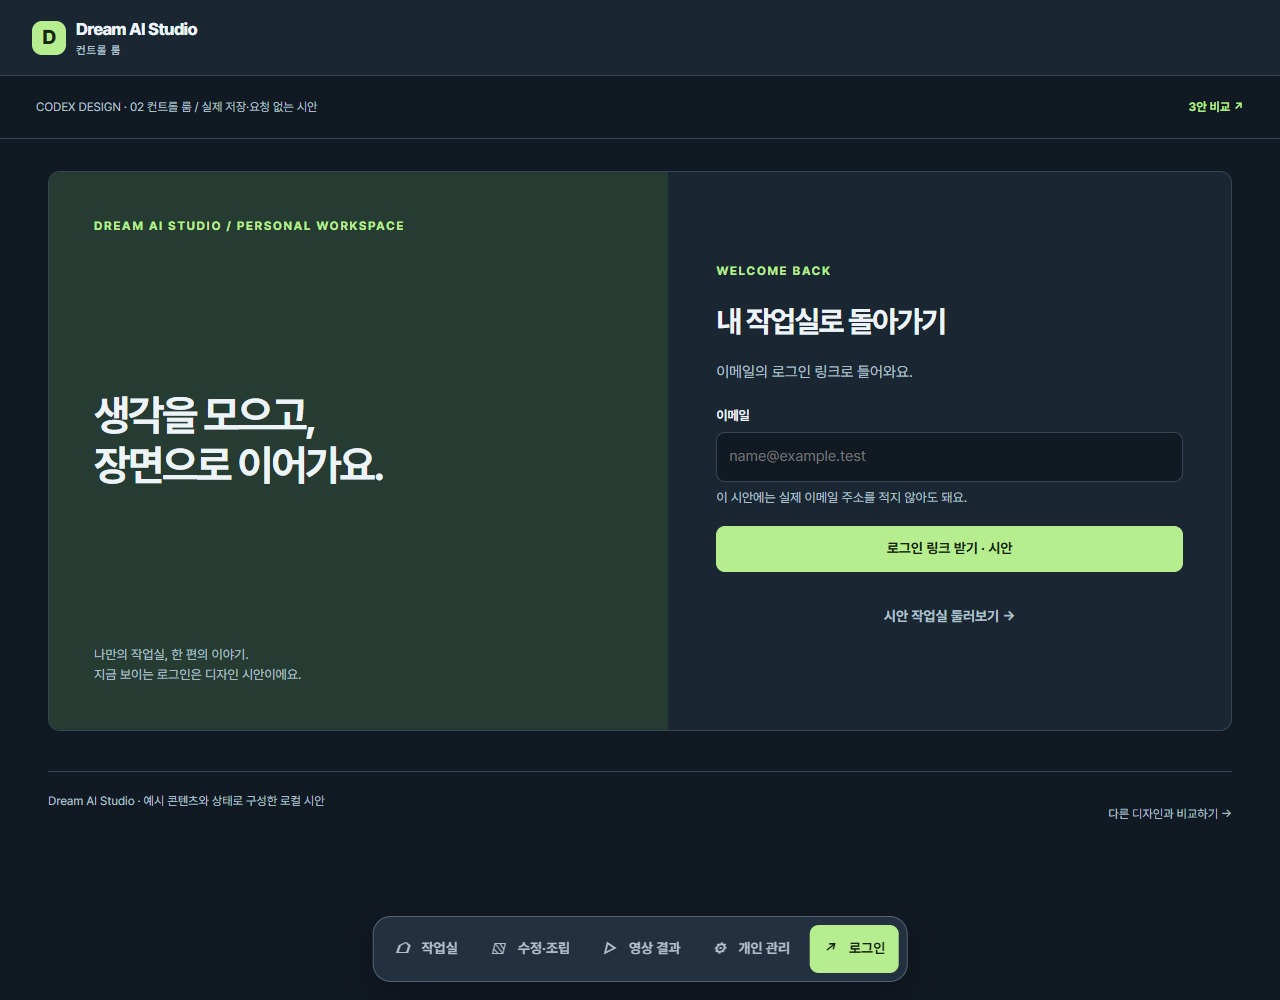 D
Dream AI Studio
컨트롤 룸
CODEX DESIGN · 02 컨트롤 룸 / 실제 저장·요청 없는 시안
3안 비교 ↗
DREAM AI STUDIO / PERSONAL WORKSPACE
생각을 모으고,
장면으로 이어가요.
나만의 작업실, 한 편의 이야기.
지금 보이는 로그인은 디자인 시안이에요.
WELCOME BACK
내 작업실로 돌아가기
이메일의 로그인 링크로 들어와요.
이메일
name@example.test
이 시안에는 실제 이메일 주소를 적지 않아도 돼요.
로그인 링크 받기 · 시안
시안 작업실 둘러보기 →
Dream AI Studio · 예시 콘텐츠와 상태로 구성한 로컬 시안
다른 디자인과 비교하기 →
작업실
수정·조립
영상 결과
개인 관리
↗ 로그인